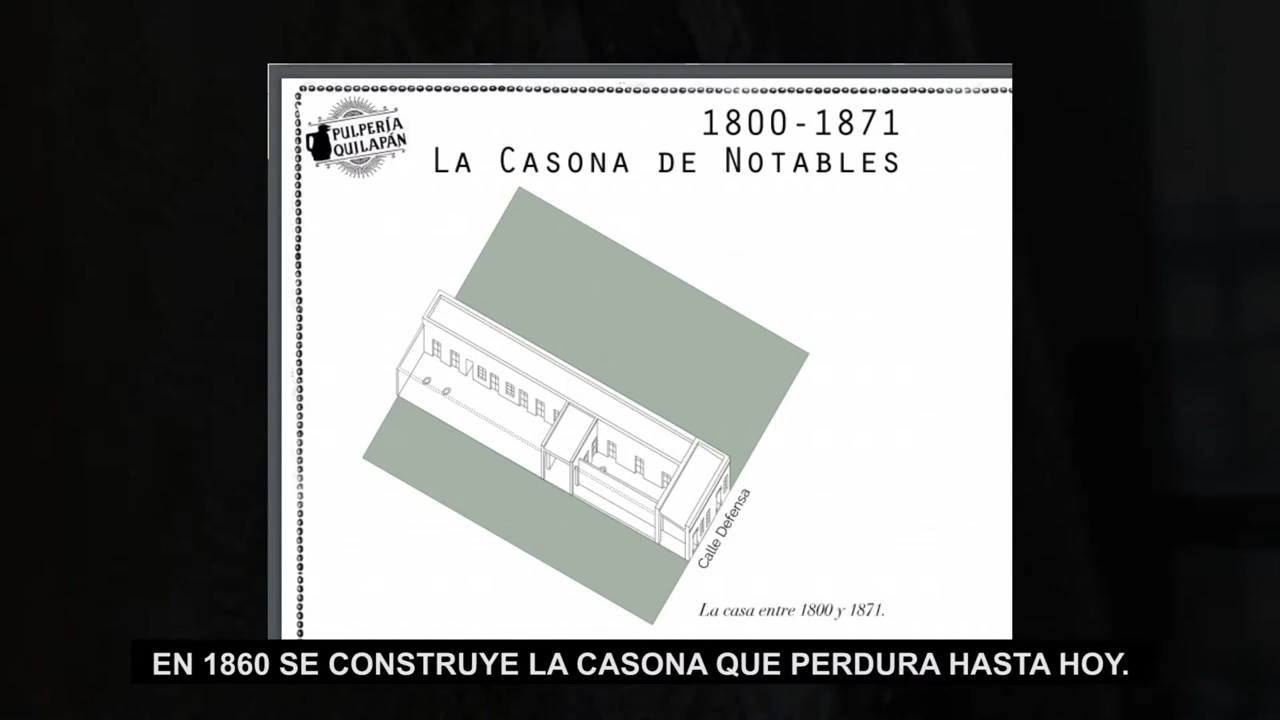 PULPERÍA
QUILAPÁN
1800-1871
LA CASONA DE NOTABLES
Calle Defensa
La casa entre 1800 y 1871.
EN 1860 SE CONSTRUYE LA CASONA QUE PERDURA HASTA HOY.